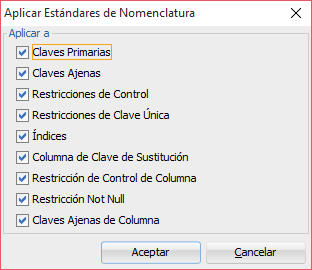 Aplicar Estándares de Nomenclatura
Aplicar a
Claves Primarias
Claves Ajenas
Restricciones de Control
Restricciones de Clave Única
Índices
Columna de Clave de Sustitución
Restricción de Control de Columna
Restricción Not Null
Claves Ajenas de Columna
Aceptar Cancelar